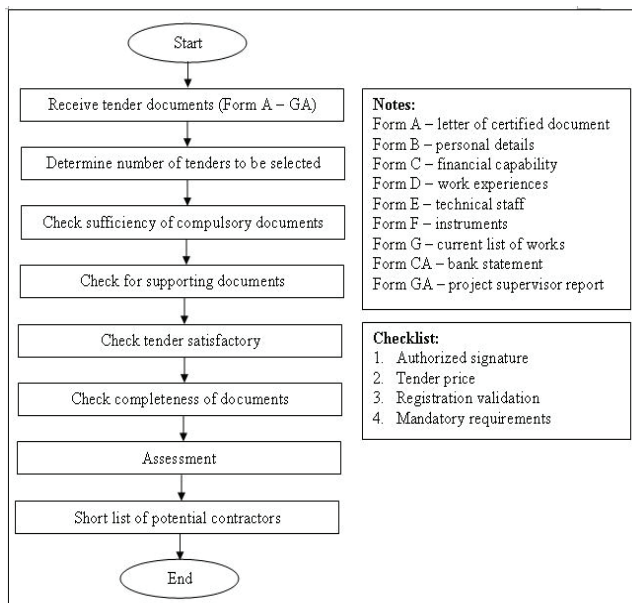 Start
Receive tender documents (Form A – GA)
Determine number of tenders to be selected
Check sufficiency of compulsory documents
Check for supporting documents
Check tender satisfactory
Check completeness of documents
Assessment
Short list of potential contractors
End
Notes:
Form A – letter of certified document
Form B – personal details
Form C – financial capability
Form D – work experiences
Form E – technical staff
Form F – instruments
Form G – current list of works
Form CA – bank statement
Form GA – project supervisor report
Checklist:
1. Authorized signature
2. Tender price
3. Registration validation
4. Mandatory requirements